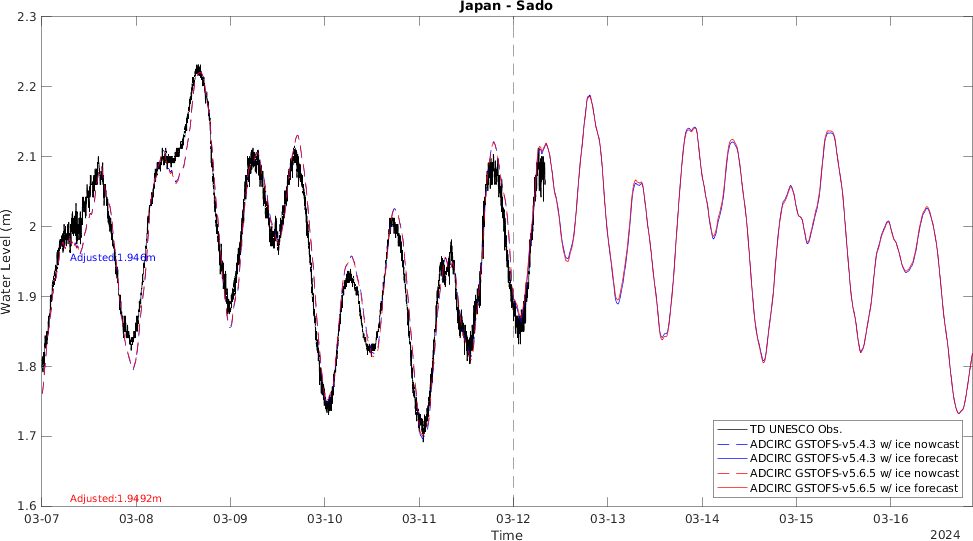 Japan - Sado
2.3
2.2
2.1
2
1.9
1.8
1.7
1.6
Water Level (m)
Adjusted:1.946m
Adjusted:1.9492m
TD UNESCO Obs.
ADCIRC GSTOFS-v5.4.3 w/ ice nowcast
ADCIRC GSTOFS-v5.4.3 w/ ice forecast
ADCIRC GSTOFS-v5.6.5 w/ ice nowcast
ADCIRC GSTOFS-v5.6.5 w/ ice forecast
03-07 03-08 03-09 03-10 03-11 03-12 03-13 03-14 03-15 03-16
Time
2024